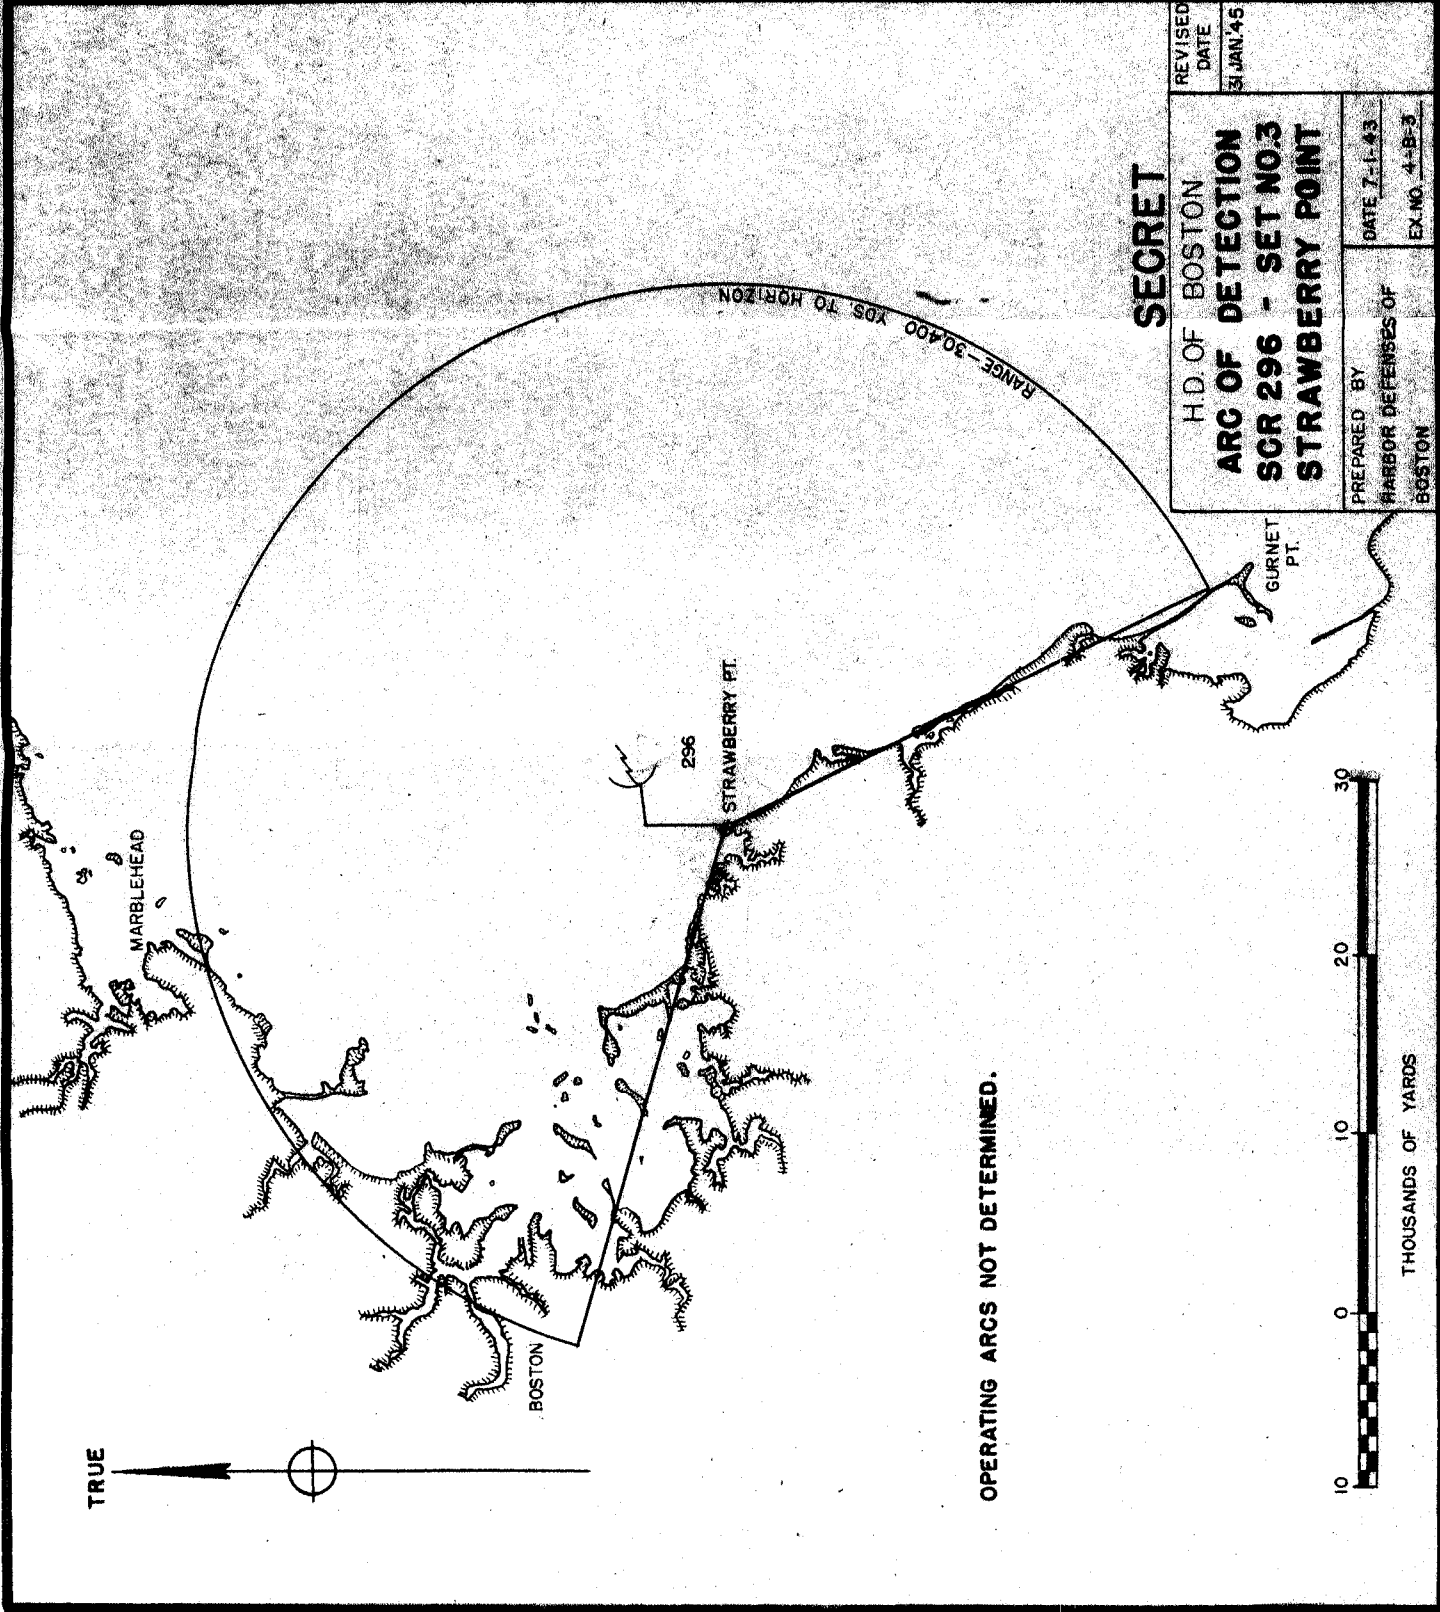 TRUE
MARBLEHEAD
BOSTON
296
STRAWBERRY PT.
RANGE — 30,400 YDS TO HORIZON
GURNET
PT.
OPERATING ARCS NOT DETERMINED.
10 0 10 20 30
THOUSANDS OF YARDS
SECRET
H.D. OF BOSTON
ARC OF DETECTION
SCR 296 - SET NO.3
STRAWBERRY POINT
REVISED
DATE
31 JAN.'45
PREPARED BY
HARBOR DEFENSES OF
BOSTON
DATE 7-1-43
EX. NO. 4-B-3